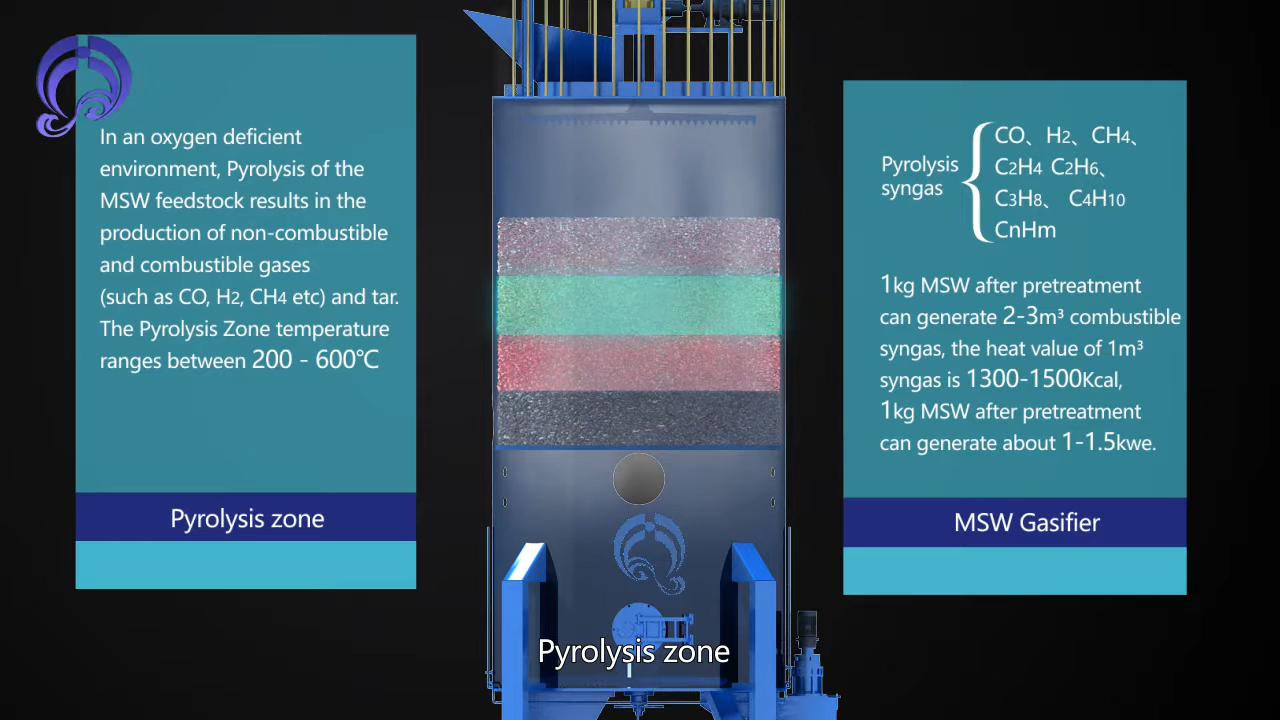 In an oxygen deficient
environment, Pyrolysis of the
MSW feedstock results in the
production of non-combustible
and combustible gases
(such as CO, H2, CH4 etc) and tar.
The Pyrolysis Zone temperature
ranges between 200 - 600℃
Pyrolysis zone
Pyrolysis
syngas
CO、H2、CH4、
C2H4 C2H6、
C3H8、 C4H10
CnHm
1kg MSW after pretreatment
can generate 2-3m³ combustible
syngas, the heat value of 1m³
syngas is 1300-1500Kcal,
1kg MSW after pretreatment
can generate about 1-1.5kwe.
MSW Gasifier
Pyrolysis zone